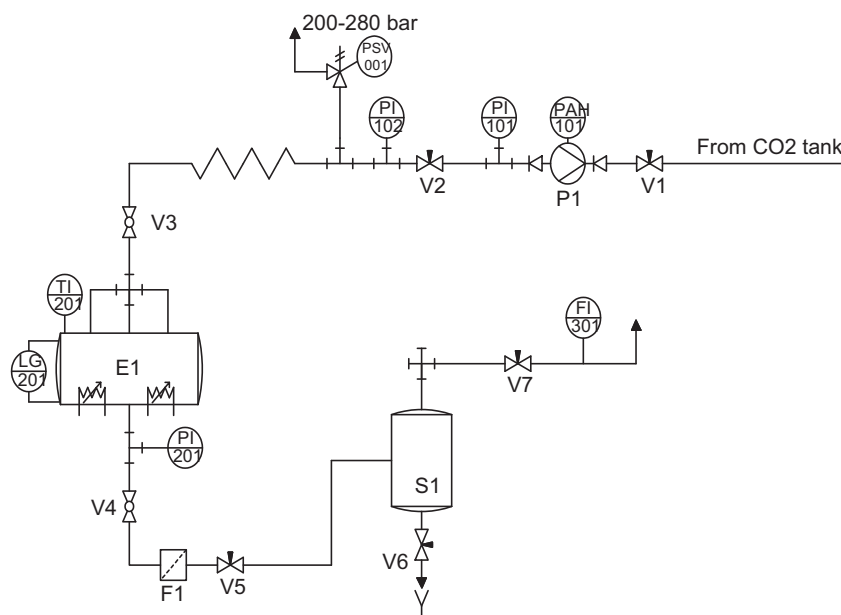 200-280 bar
PSV
001
PI
102
PI
101
PAH
101
From CO2 tank
V2
P1
V1
V3
TI
201
LG
201
E1
FI
301
V7
PI
201
S1
V4
V6
F1
V5